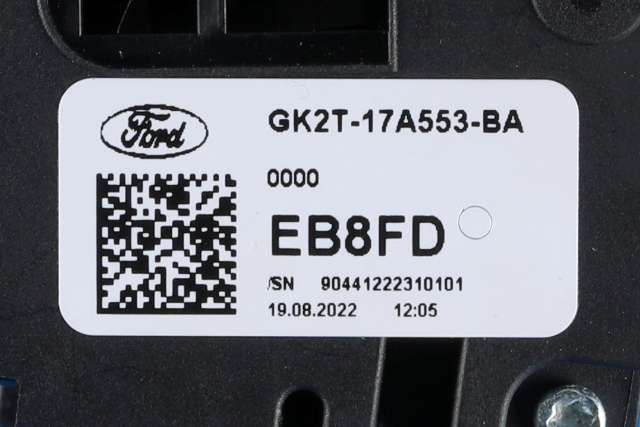 Ford
GK2T-17A553-BA
0000
EB8FD
/SN 90441222310101
19.08.2022 12:05